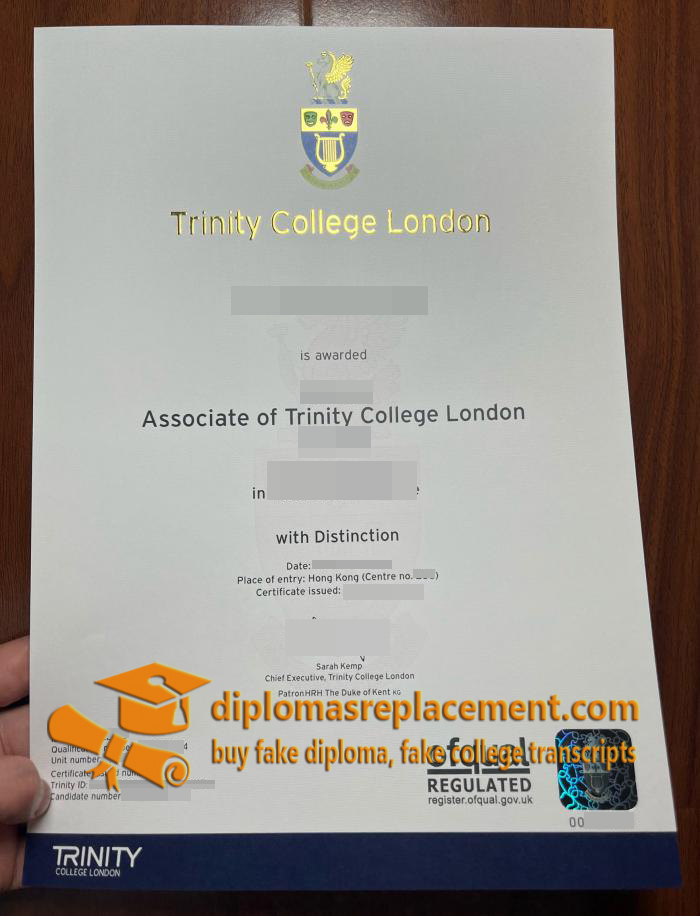 Trinity College London
is awarded
Associate of Trinity College London
in
with Distinction
Date:
Place of entry: Hong Kong (Centre no.
Certificate issued:
Sarah Kemp
Chief Executive, Trinity College London
Patron HRH The Duke of Kent KG
diplomasreplacement.com
buy fake diploma, fake college transcripts
Unit number
ofqual
REGULATED
register.ofqual.gov.uk
Certificate
Trinity ID:
Candidate number
00
TRINITY
COLLEGE LONDON